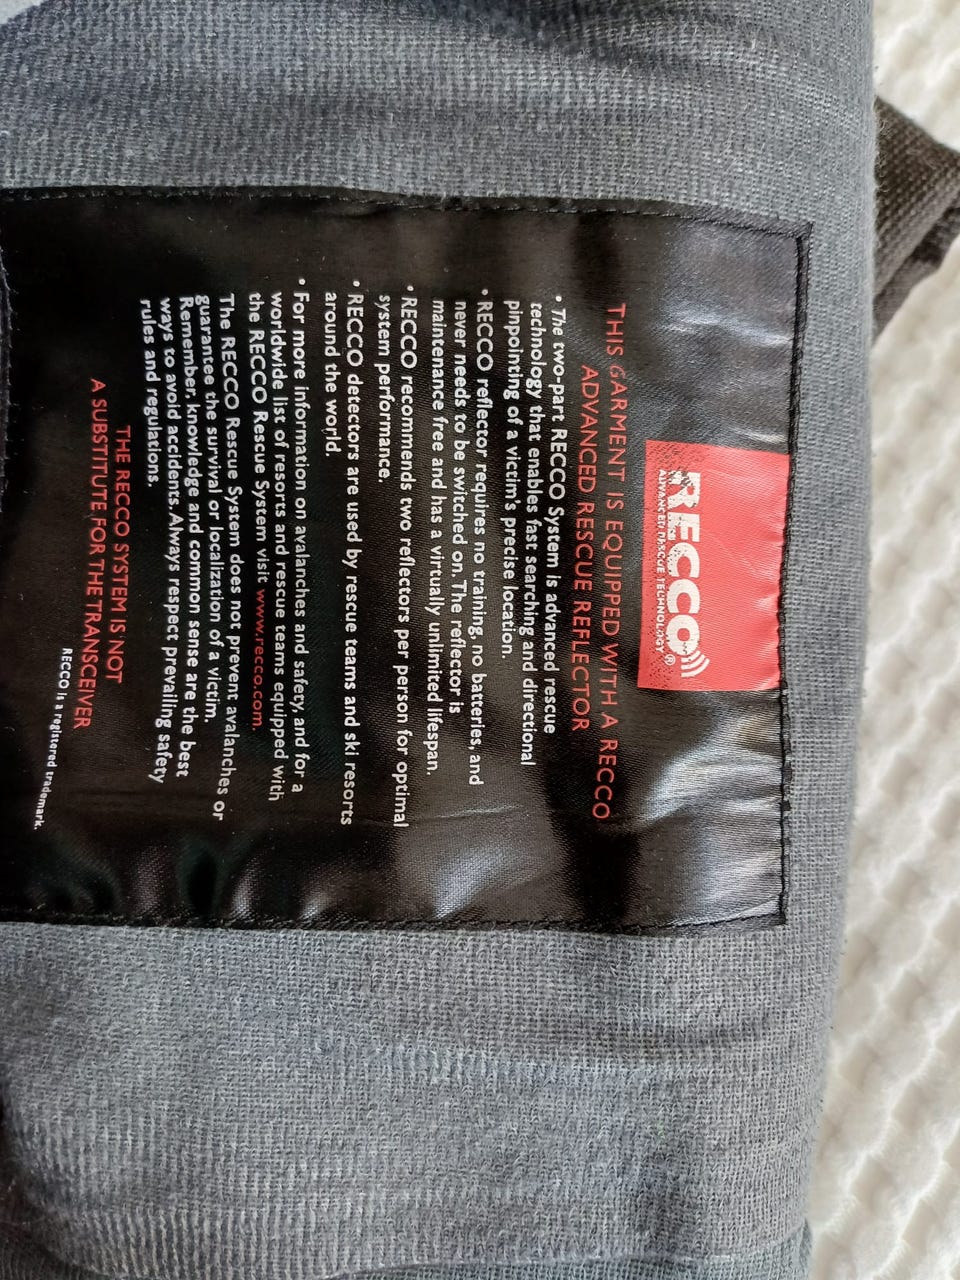 RECCO
ADVANCED RESCUE TECHNOLOGY®
THIS GARMENT IS EQUIPPED WITH A RECCO
ADVANCED RESCUE REFLECTOR
• The two-part RECCO System is advanced rescue
technology that enables fast searching and directional
pinpointing of a victim's precise location.
• RECCO reflector requires no training, no batteries, and
never needs to be switched on. The reflector is
maintenance free and has a virtually unlimited lifespan.
• RECCO recommends two reflectors per person for optimal
system performance.
• RECCO detectors are used by rescue teams and ski resorts
around the world.
• For more information on avalanches and safety, and for a
worldwide list of resorts and rescue teams equipped with
the RECCO Rescue System visit www.recco.com.
The RECCO Rescue System does not prevent avalanches or
guarantee the survival or localization of a victim.
Remember, knowledge and common sense are the best
ways to avoid accidents. Always respect prevailing safety
rules and regulations.
THE RECCO SYSTEM IS NOT
A SUBSTITUTE FOR THE TRANSCEIVER
RECCO is a registered trademark.